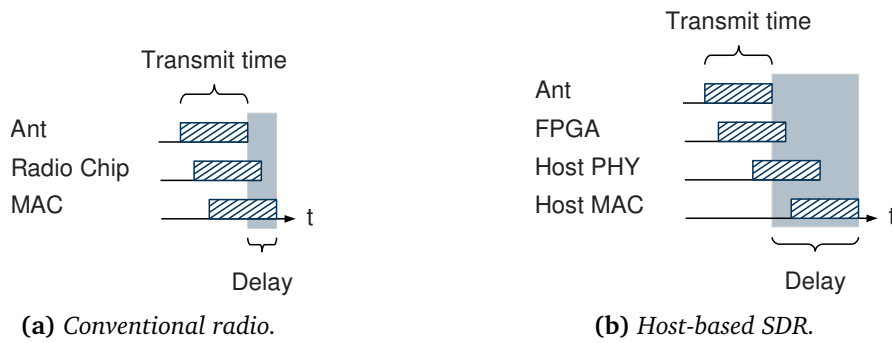 Transmit time
Ant
Radio Chip
MAC
t
Delay
(a) Conventional radio.
Transmit time
Ant
FPGA
Host PHY
Host MAC
t
Delay
(b) Host-based SDR.